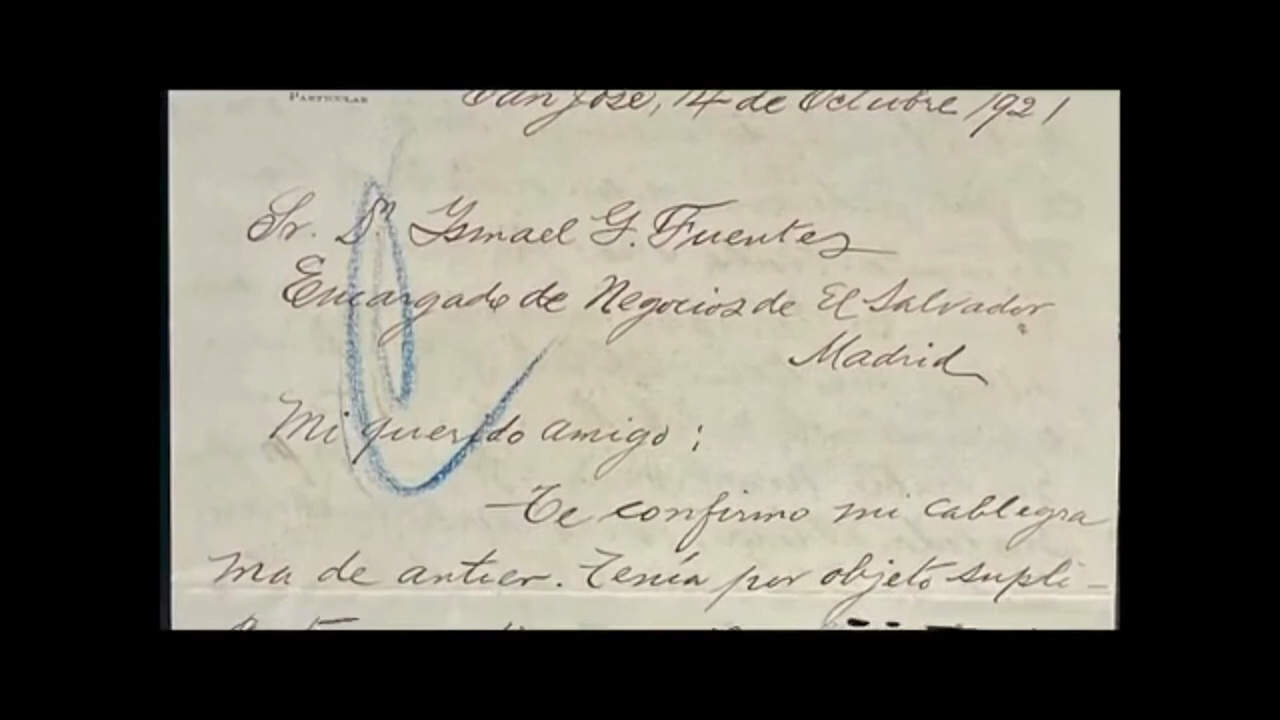 PARTICULAR
San José, 14 de Octubre 1921
Sr. Dn Ismael G. Fuentes
Encargado de Negocios de El Salvador
Madrid
Mi querido amigo:
Te confirmo mi cablegra
ma de antier. Tenía por objeto supli-